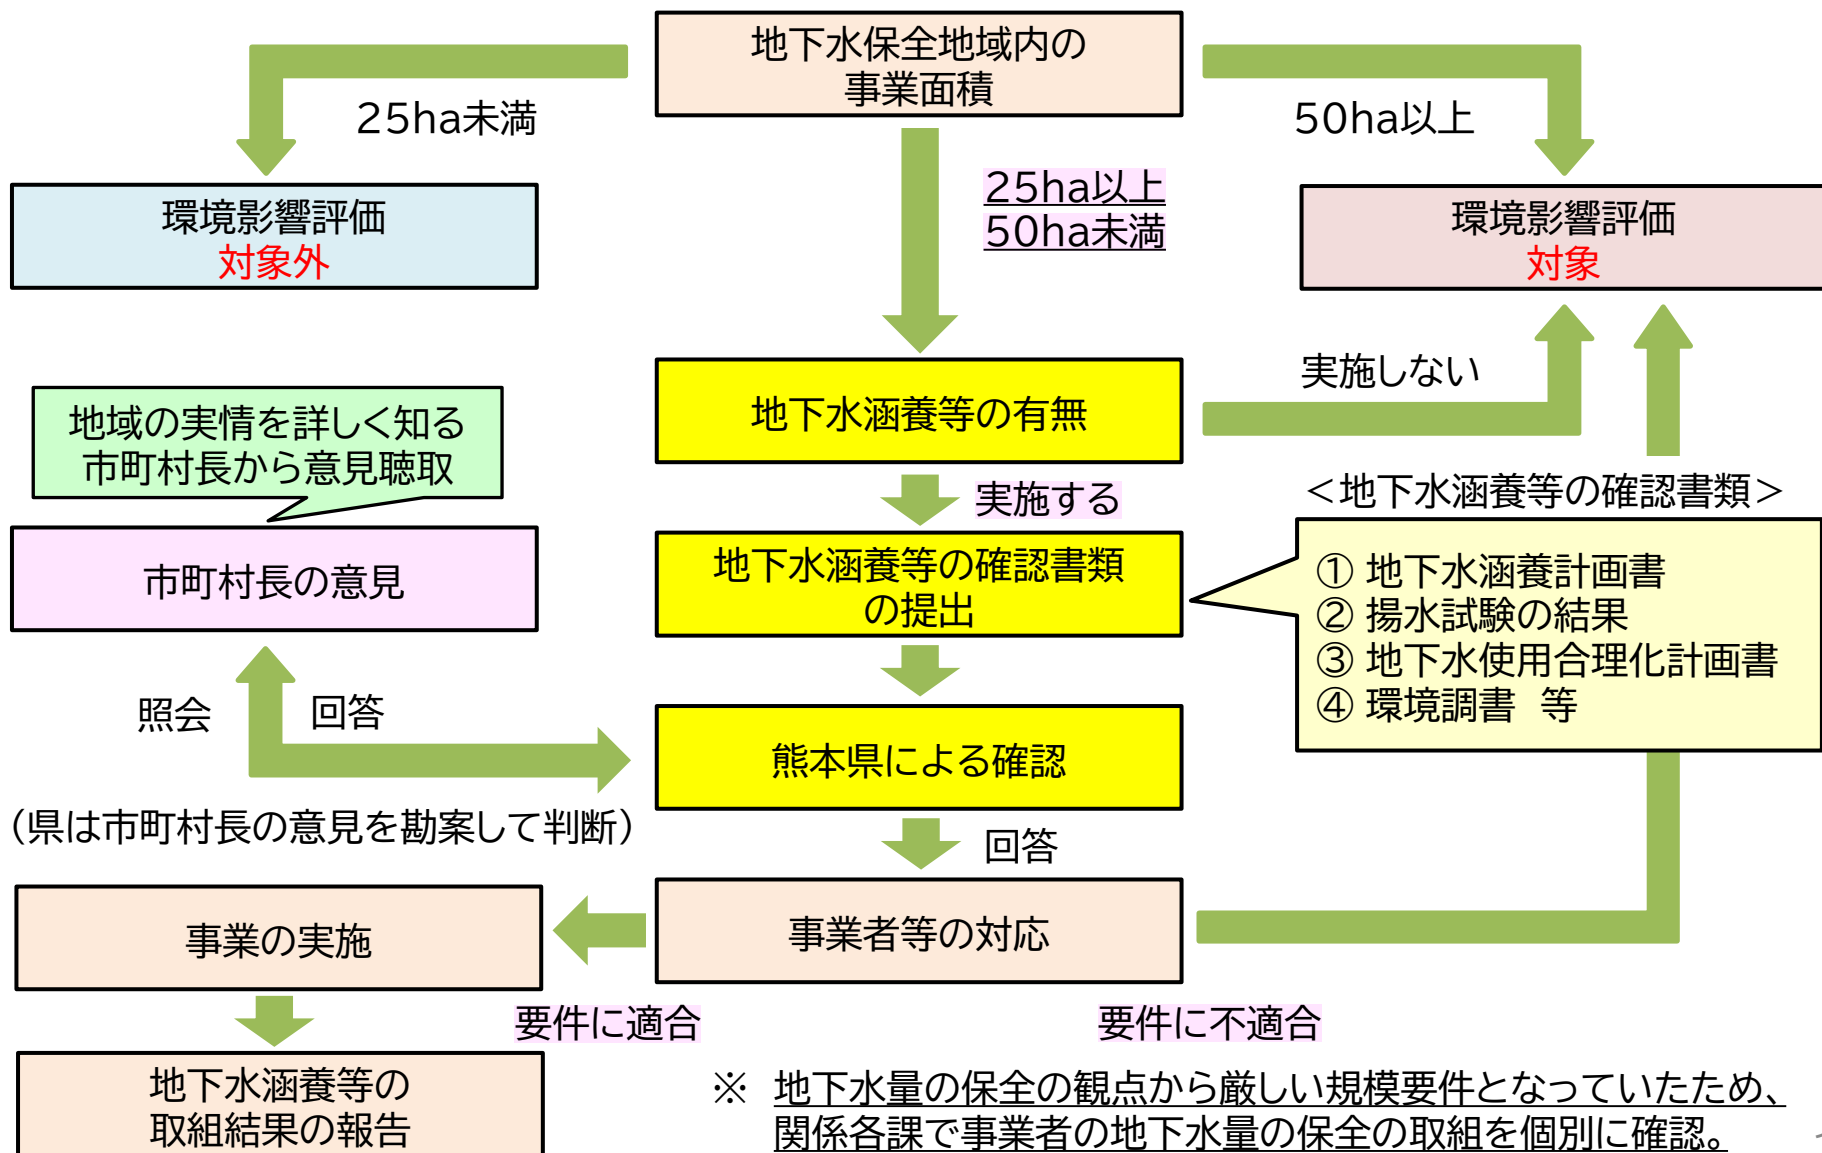 地下水保全地域内の
事業面積
25ha未満
50ha以上
25ha以上
50ha未満
環境影響評価
対象外
環境影響評価
対象
地下水涵養等の有無
実施しない
地域の実情を詳しく知る
市町村長から意見聴取
実施する
＜地下水涵養等の確認書類＞
市町村長の意見
地下水涵養等の確認書類
の提出
① 地下水涵養計画書
② 揚水試験の結果
③ 地下水使用合理化計画書
④ 環境調書　等
照会
回答
熊本県による確認
（県は市町村長の意見を勘案して判断）
回答
事業の実施
事業者等の対応
要件に適合
要件に不適合
地下水涵養等の
取組結果の報告
※　地下水量の保全の観点から厳しい規模要件となっていたため、
関係各課で事業者の地下水量の保全の取組を個別に確認。